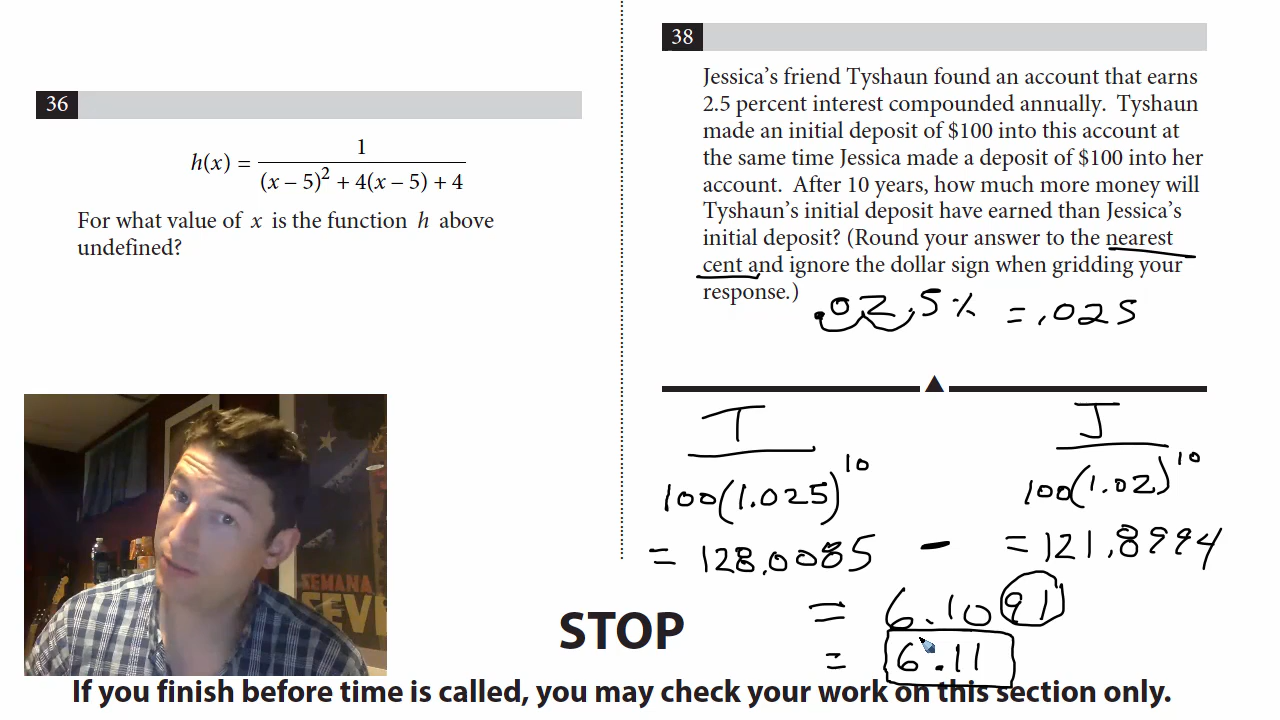 36
h(x) = 1 / (x – 5)² + 4(x – 5) + 4
For what value of x is the function h above
undefined?
38
Jessica's friend Tyshaun found an account that earns
2.5 percent interest compounded annually. Tyshaun
made an initial deposit of $100 into this account at
the same time Jessica made a deposit of $100 into her
account. After 10 years, how much more money will
Tyshaun's initial deposit have earned than Jessica's
initial deposit? (Round your answer to the nearest
cent and ignore the dollar sign when gridding your
response.)
.02.5% = .025
T
100(1.025)¹⁰
= 128.0085
-
J
100(1.02)¹⁰
= 121.8994
= 6.1091
= 6.11
SEMANA
SEVE
STOP
If you finish before time is called, you may check your work on this section only.